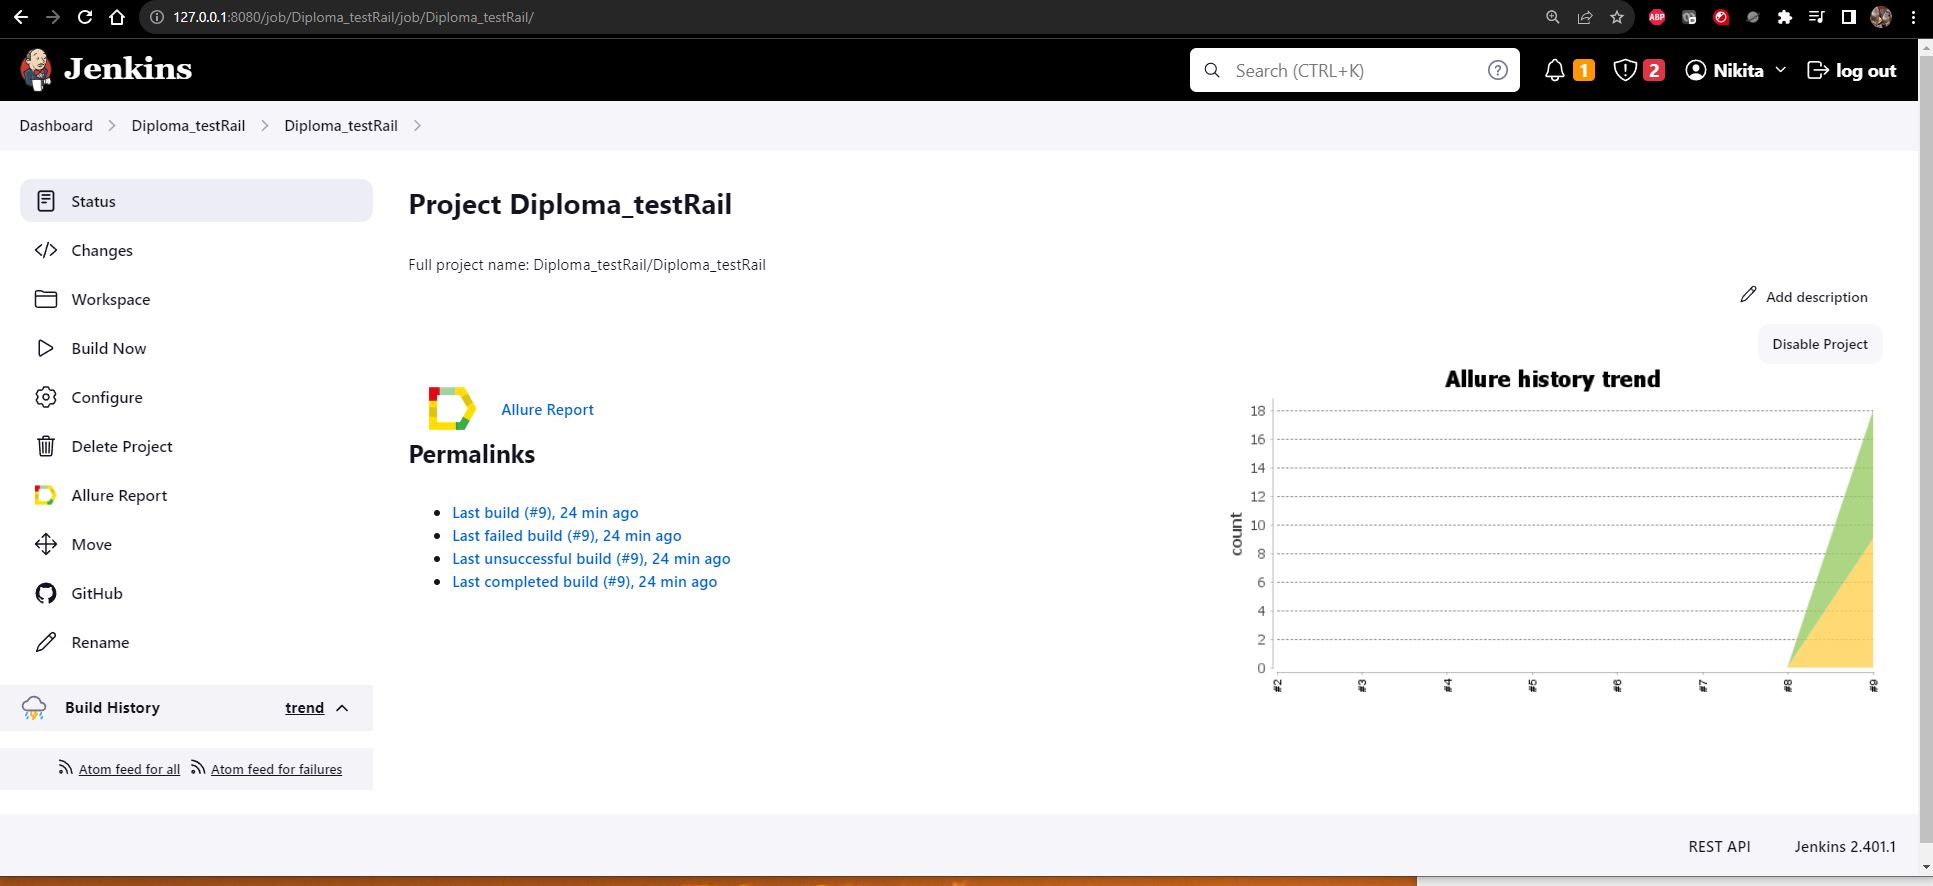 127.0.0.1:8080/job/Diploma_testRail/job/Diploma_testRail/
ABP
Jenkins
Search (CTRL+K)
1
2
Nikita
log out
Dashboard
Diploma_testRail
Diploma_testRail
Status
Changes
Workspace
Build Now
Configure
Delete Project
Allure Report
Move
GitHub
Rename
Build History
trend
Atom feed for all
Atom feed for failures
Project Diploma_testRail
Full project name: Diploma_testRail/Diploma_testRail
Add description
Disable Project
Allure Report
Permalinks
Last build (#9), 24 min ago
Last failed build (#9), 24 min ago
Last unsuccessful build (#9), 24 min ago
Last completed build (#9), 24 min ago
Allure history trend
count
18
16
14
12
10
8
6
4
2
0
#2
#3
#4
#5
#6
#7
#8
#9
REST API
Jenkins 2.401.1